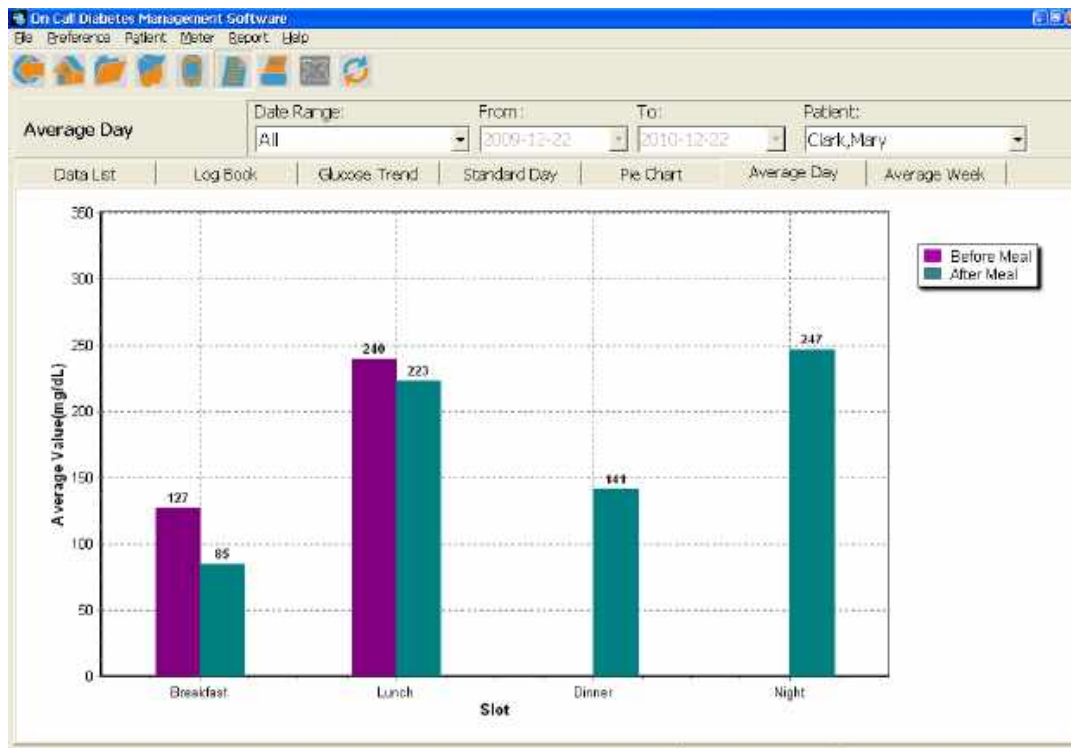 On Call Diabetes Management Software
File Preference Patient Meter Report Help
Average Day
Date Range: From: To: Patient:
All 2009-12-22 2010-12-22 Clark,Mary
Data List Log Book Glucose Trend Standard Day Pie Chart Average Day Average Week
350
300
250
200
150
100
50
0
Average Value(mg/dL)
127
85
240
223
141
247
Before Meal
After Meal
Breakfast Lunch Dinner Night
Slot